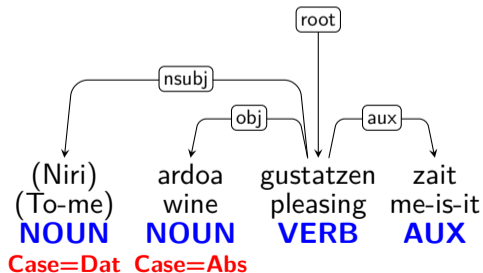 root
nsubj
obj
aux
(Niri) ardoa gustatzen zait
(To-me) wine pleasing me-is-it
NOUN NOUN VERB AUX
Case=Dat Case=Abs